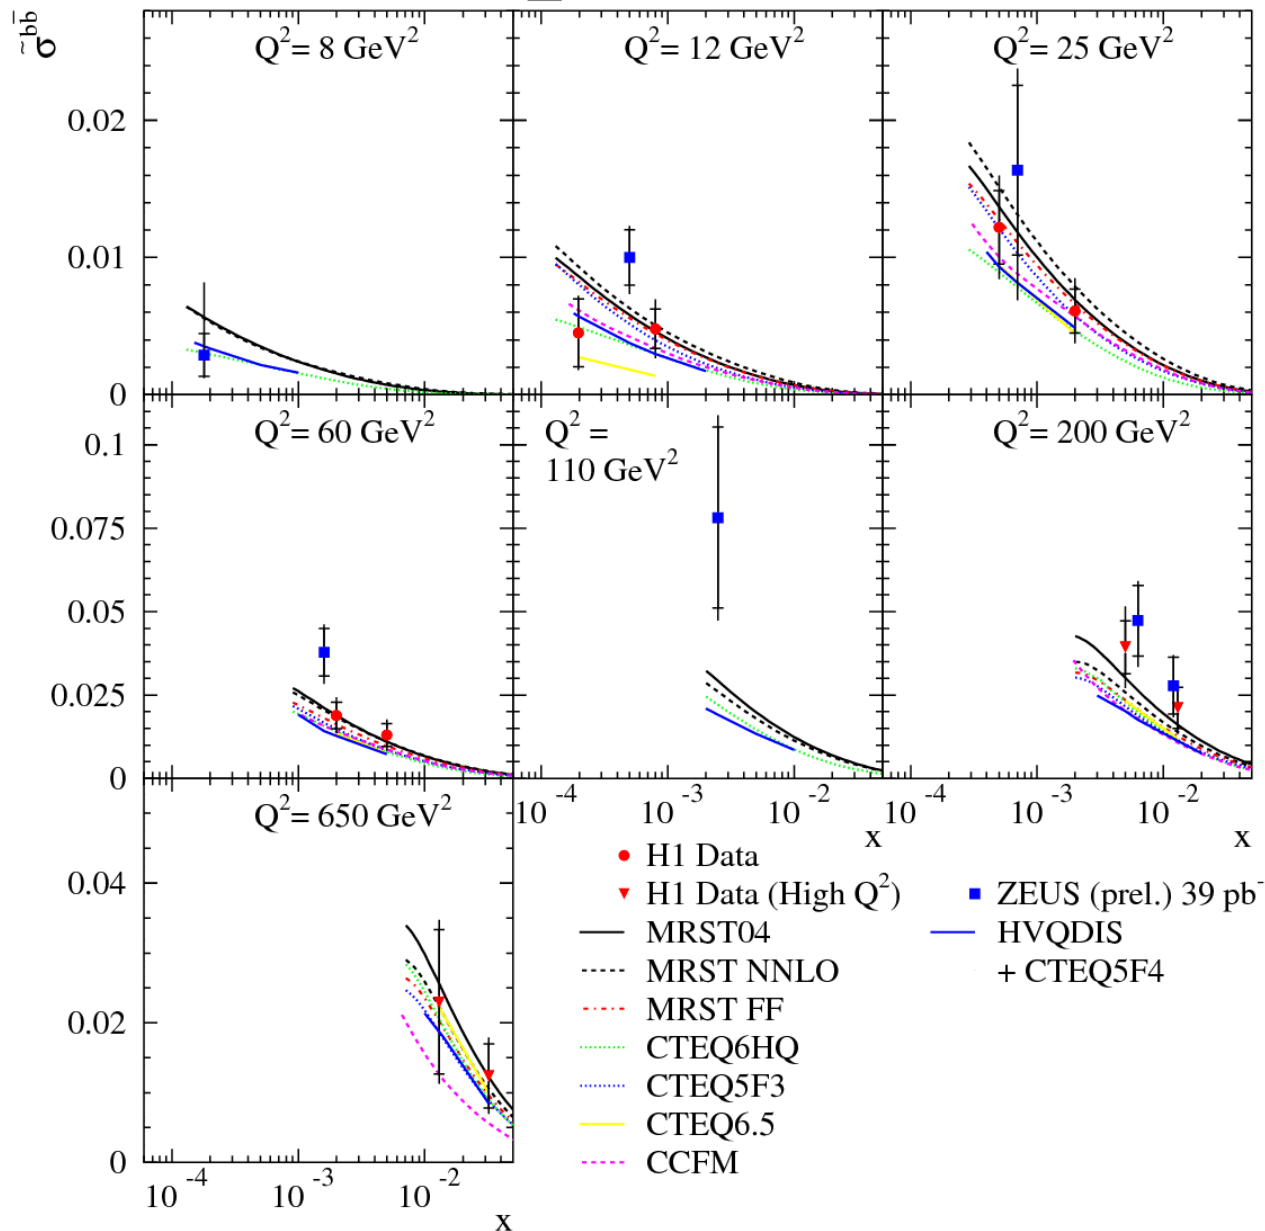 σ̃^bb̄
Q²= 8 GeV²
Q²= 12 GeV²
Q²= 25 GeV²
0.02
0.01
0
Q²= 60 GeV²
Q² =
110 GeV²
Q²= 200 GeV²
0.1
0.075
0.05
0.025
0
10⁻⁴ 10⁻³ 10⁻² x
10⁻⁴ 10⁻³ 10⁻² x
Q²= 650 GeV²
0.04
0.02
0
10⁻⁴ 10⁻³ 10⁻² x
H1 Data
H1 Data (High Q²)
MRST04
MRST NNLO
MRST FF
CTEQ6HQ
CTEQ5F3
CTEQ6.5
CCFM
ZEUS (prel.) 39 pb⁻
HVQDIS
+ CTEQ5F4